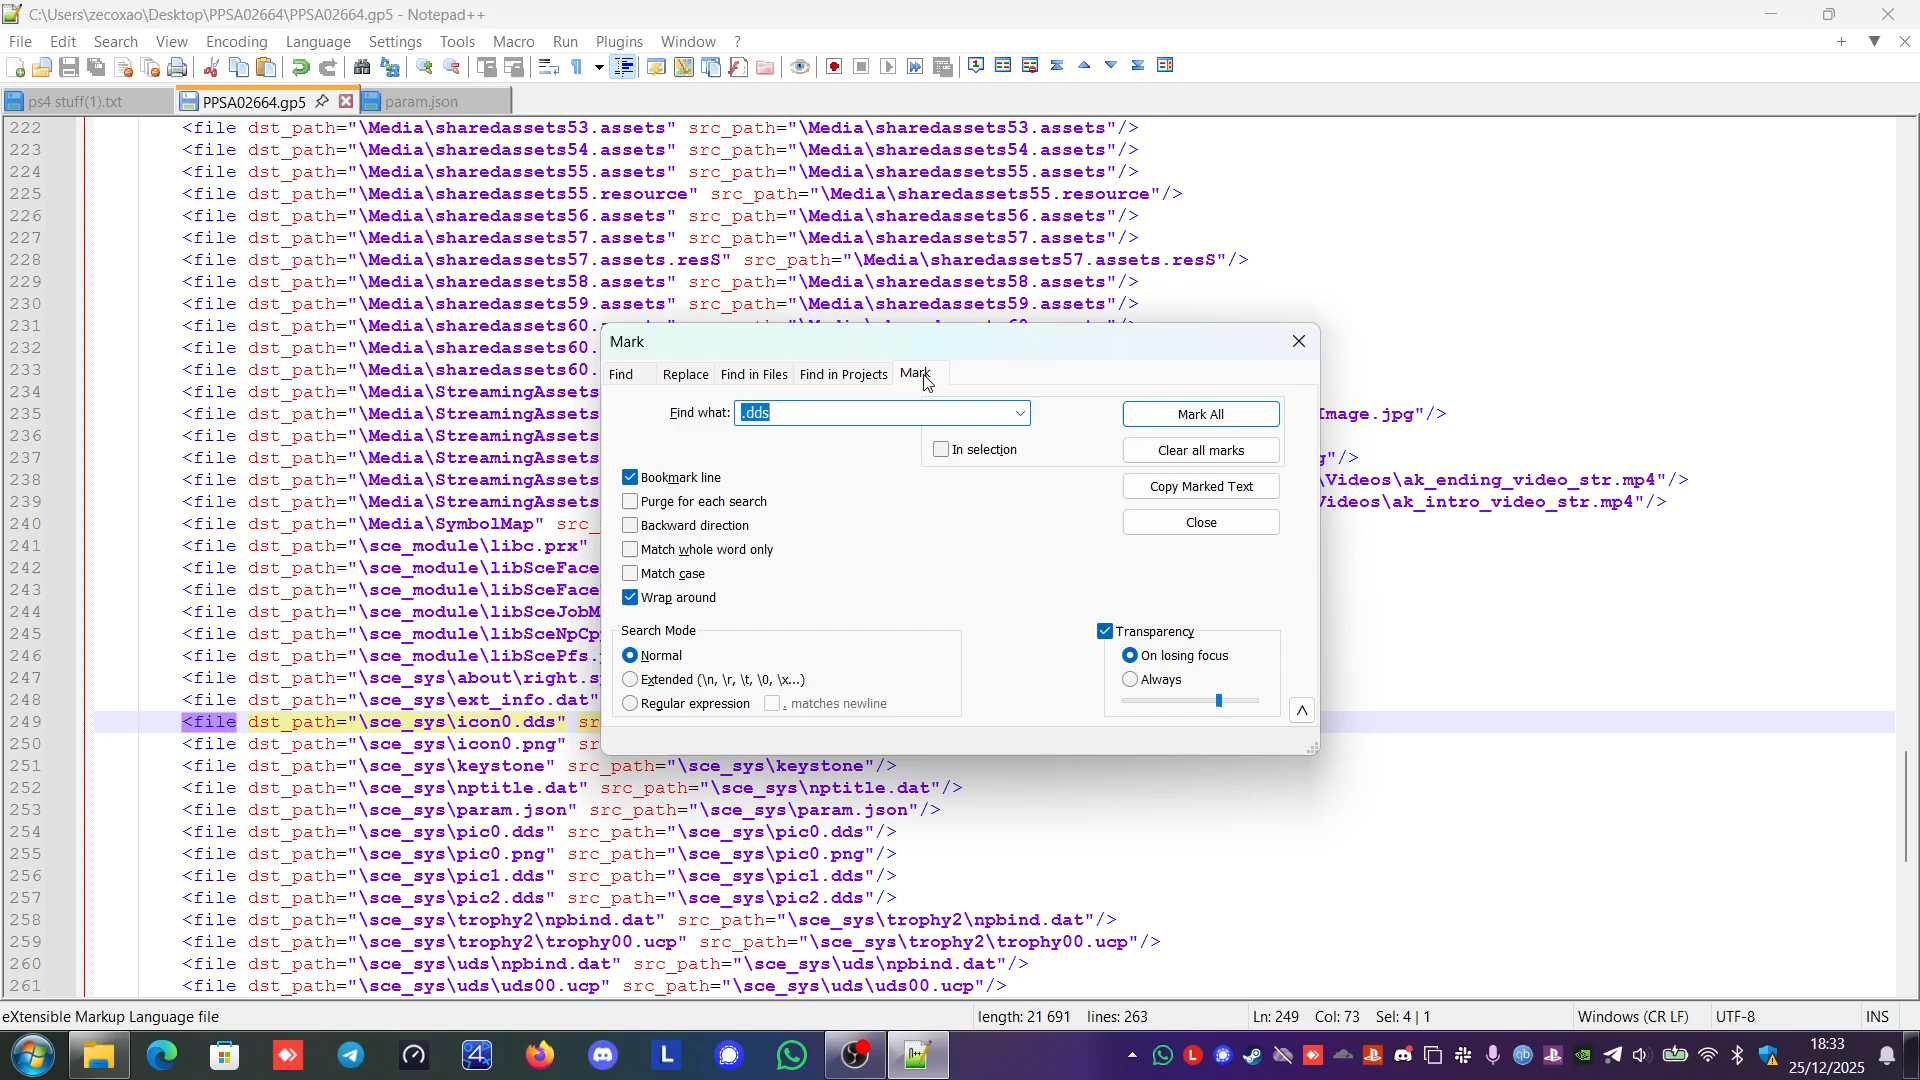 C:\Users\zecoxao\Desktop\PPSA02664\PPSA02664.gp5 - Notepad++
File Edit Search View Encoding Language Settings Tools Macro Run Plugins Window ?
ps4 stuff(1).txt PPSA02664.gp5 param.json
222 <file dst_path="\Media\sharedassets53.assets" src_path="\Media\sharedassets53.assets"/>
223 <file dst_path="\Media\sharedassets54.assets" src_path="\Media\sharedassets54.assets"/>
224 <file dst_path="\Media\sharedassets55.assets" src_path="\Media\sharedassets55.assets"/>
225 <file dst_path="\Media\sharedassets55.resource" src_path="\Media\sharedassets55.resource"/>
226 <file dst_path="\Media\sharedassets56.assets" src_path="\Media\sharedassets56.assets"/>
227 <file dst_path="\Media\sharedassets57.assets" src_path="\Media\sharedassets57.assets"/>
228 <file dst_path="\Media\sharedassets57.assets.resS" src_path="\Media\sharedassets57.assets.resS"/>
229 <file dst_path="\Media\sharedassets58.assets" src_path="\Media\sharedassets58.assets"/>
230 <file dst_path="\Media\sharedassets59.assets" src_path="\Media\sharedassets59.assets"/>
231 <file dst_path="\Media\sharedassets60.
232 <file dst_path="\Media\sharedassets60.
233 <file dst_path="\Media\sharedassets60.
234 <file dst_path="\Media\StreamingAssets
235 <file dst_path="\Media\StreamingAssets Image.jpg"/>
236 <file dst_path="\Media\StreamingAssets
237 <file dst_path="\Media\StreamingAssets "/>
238 <file dst_path="\Media\StreamingAssets \Videos\ak_ending_video_str.mp4"/>
239 <file dst_path="\Media\StreamingAssets Videos\ak_intro_video_str.mp4"/>
240 <file dst_path="\Media\SymbolMap" src_
241 <file dst_path="\sce_module\libc.prx"
242 <file dst_path="\sce_module\libSceFace
243 <file dst_path="\sce_module\libSceFace
244 <file dst_path="\sce_module\libSceJobM
245 <file dst_path="\sce_module\libSceNpCp
246 <file dst_path="\sce_module\libScePfs.
247 <file dst_path="\sce_sys\about\right.s
248 <file dst_path="\sce_sys\ext_info.dat"
249 <file dst_path="\sce_sys\icon0.dds" sr
250 <file dst_path="\sce_sys\icon0.png" sr
251 <file dst_path="\sce_sys\keystone" src_path="\sce_sys\keystone"/>
252 <file dst_path="\sce_sys\nptitle.dat" src_path="\sce_sys\nptitle.dat"/>
253 <file dst_path="\sce_sys\param.json" src_path="\sce_sys\param.json"/>
254 <file dst_path="\sce_sys\pic0.dds" src_path="\sce_sys\pic0.dds"/>
255 <file dst_path="\sce_sys\pic0.png" src_path="\sce_sys\pic0.png"/>
256 <file dst_path="\sce_sys\pic1.dds" src_path="\sce_sys\pic1.dds"/>
257 <file dst_path="\sce_sys\pic2.dds" src_path="\sce_sys\pic2.dds"/>
258 <file dst_path="\sce_sys\trophy2\npbind.dat" src_path="\sce_sys\trophy2\npbind.dat"/>
259 <file dst_path="\sce_sys\trophy2\trophy00.ucp" src_path="\sce_sys\trophy2\trophy00.ucp"/>
260 <file dst_path="\sce_sys\uds\npbind.dat" src_path="\sce_sys\uds\npbind.dat"/>
261 <file dst_path="\sce_sys\uds\uds00.ucp" src_path="\sce_sys\uds\uds00.ucp"/>
Mark
Find Replace Find in Files Find in Projects Mark
Find what: .dds Mark All
In selection Clear all marks
Bookmark line Copy Marked Text
Purge for each search
Backward direction Close
Match whole word only
Match case
Wrap around
Search Mode Transparency
Normal On losing focus
Extended (\n, \r, \t, \0, \x...) Always
Regular expression . matches newline
eXtensible Markup Language file length: 21 691 lines: 263 Ln: 249 Col: 73 Sel: 4 | 1 Windows (CR LF) UTF-8 INS
18:33
25/12/2025